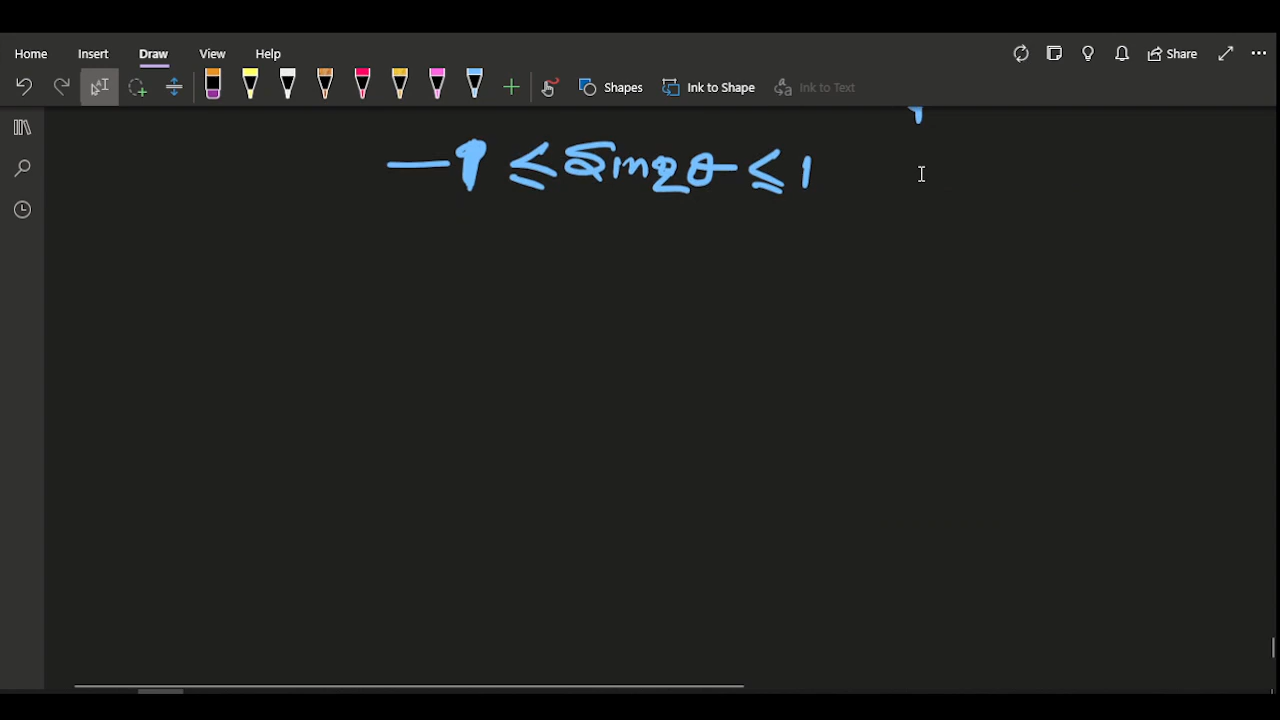 Home Insert Draw View Help Share
Shapes Ink to Shape Ink to Text
-1 ≤ Sin2θ ≤ 1